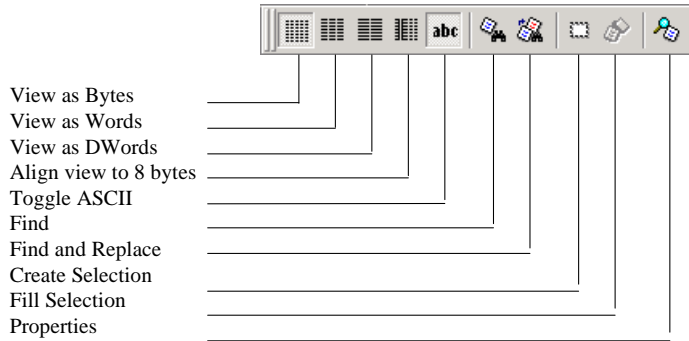 abc
View as Bytes
View as Words
View as DWords
Align view to 8 bytes
Toggle ASCII
Find
Find and Replace
Create Selection
Fill Selection
Properties